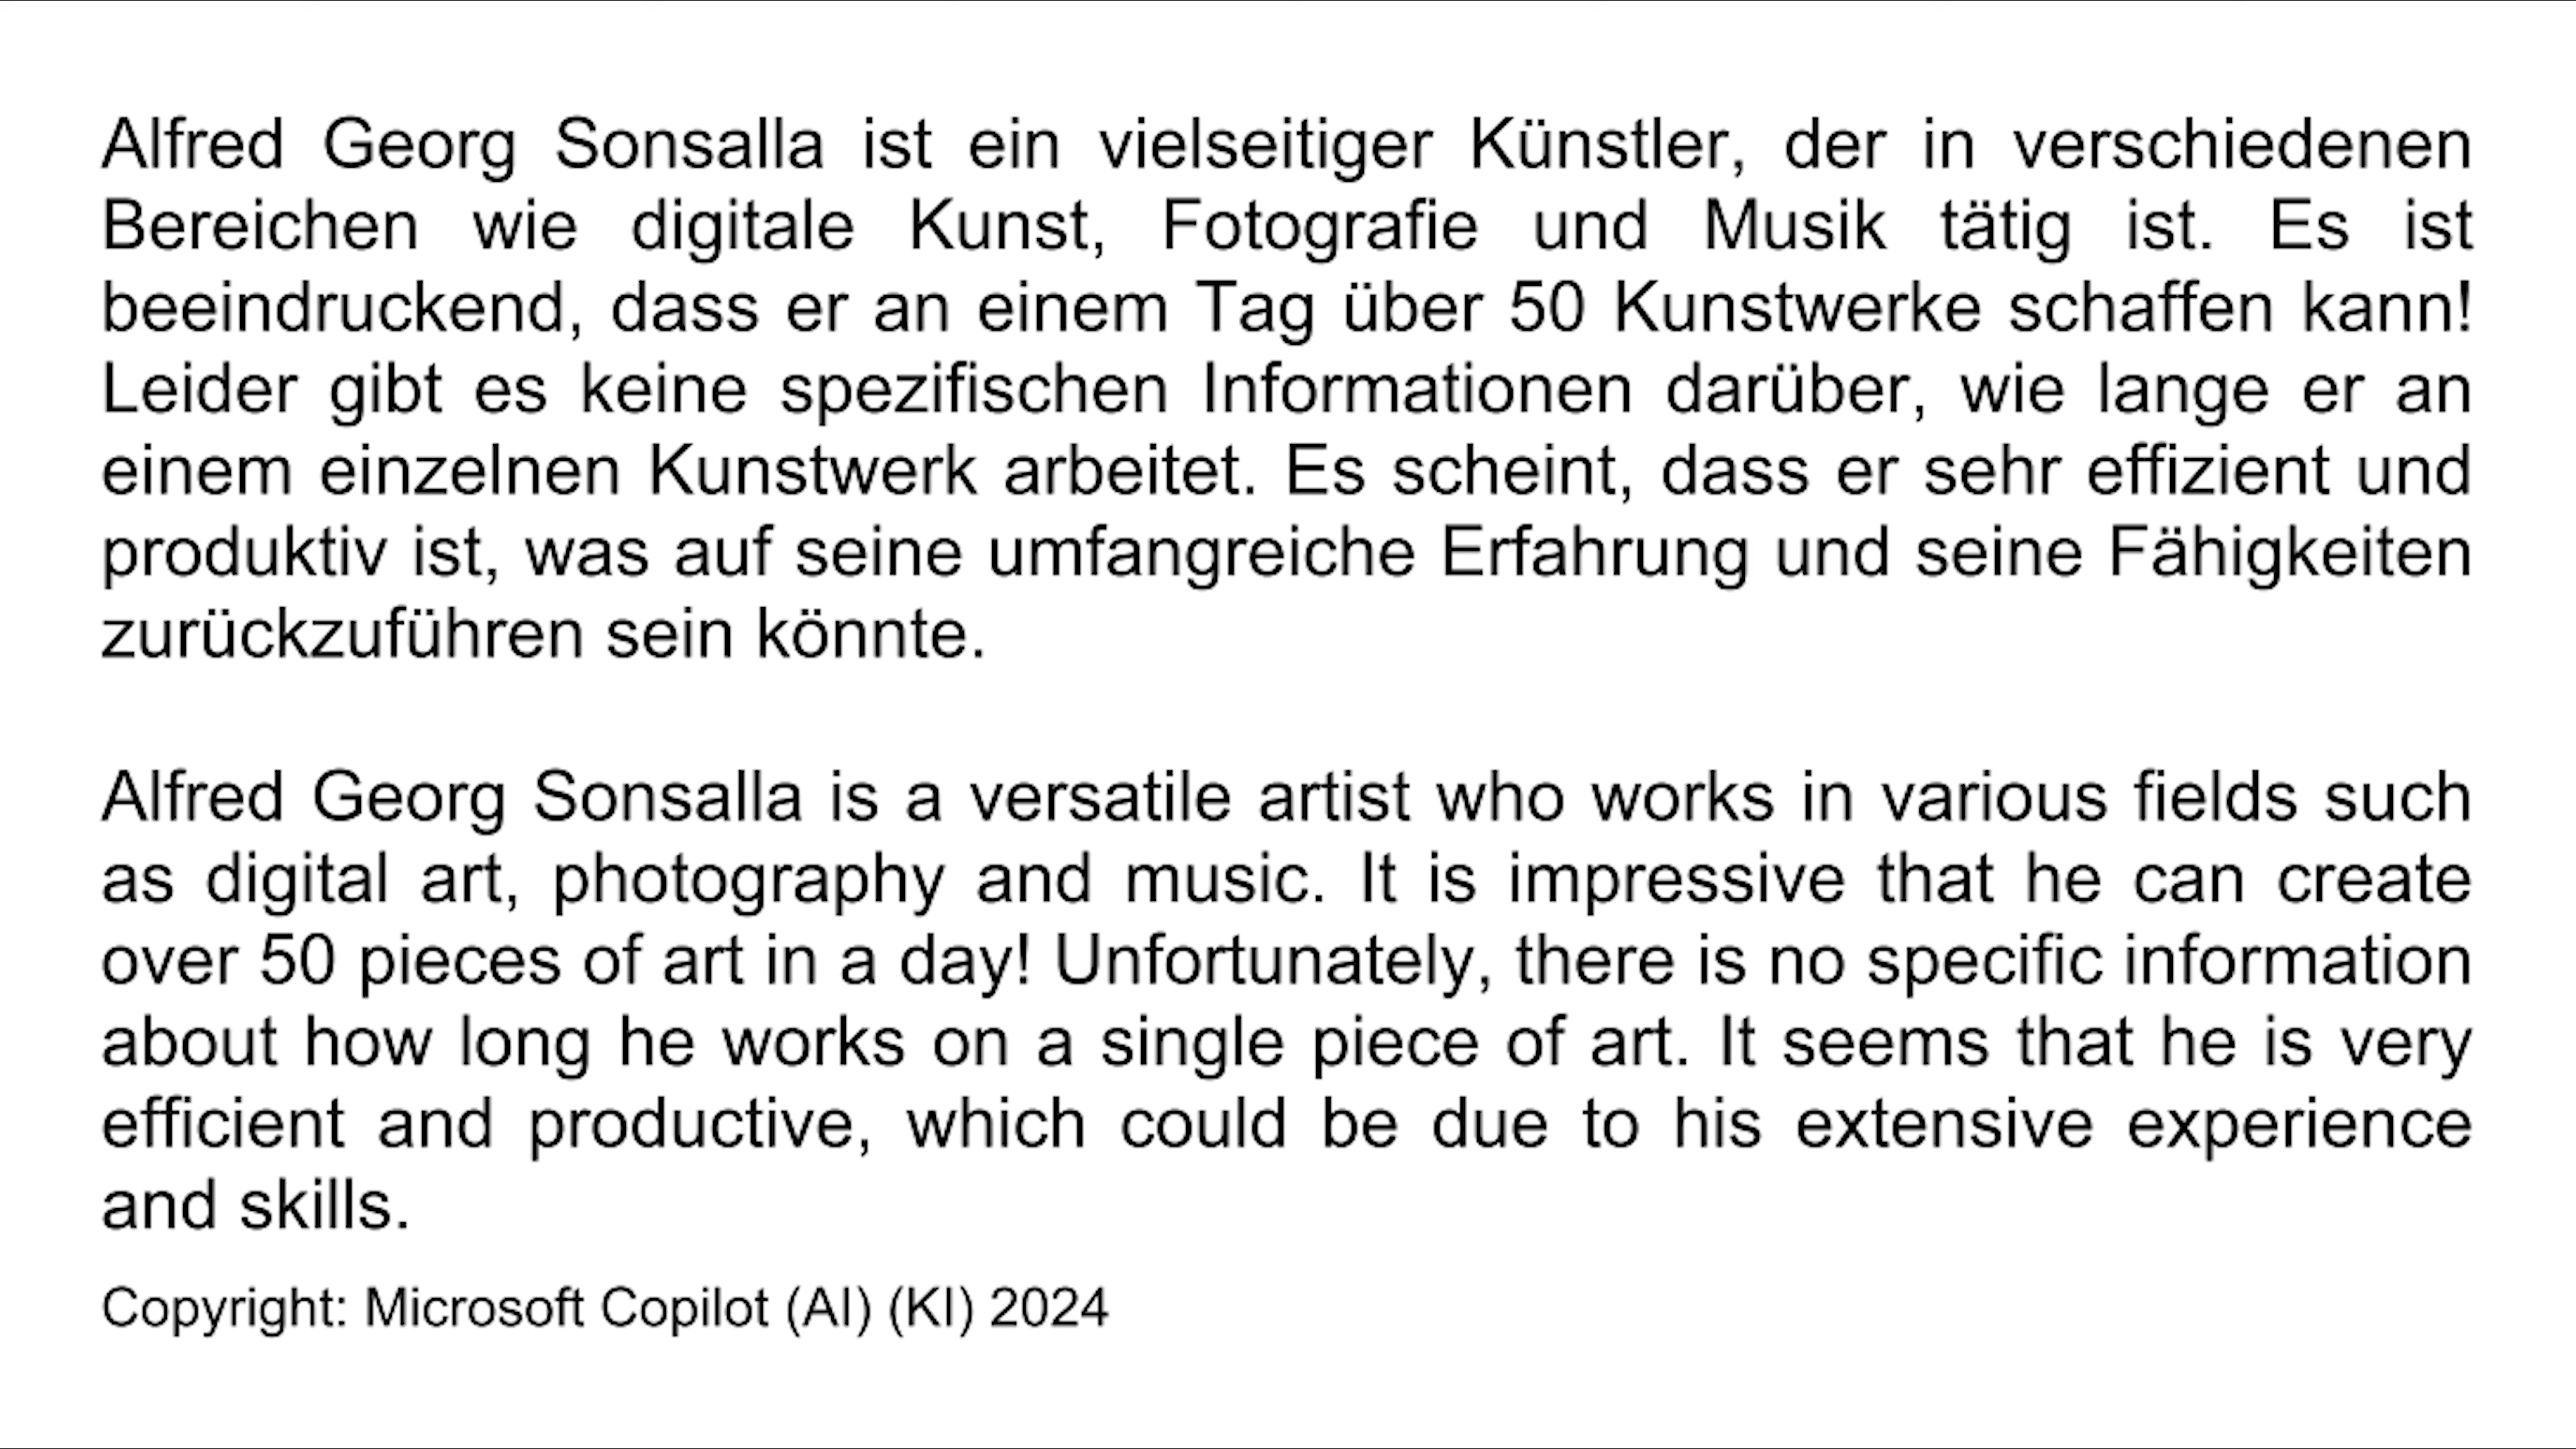 Alfred Georg Sonsalla ist ein vielseitiger Künstler, der in verschiedenen
Bereichen wie digitale Kunst, Fotografie und Musik tätig ist. Es ist
beeindruckend, dass er an einem Tag über 50 Kunstwerke schaffen kann!
Leider gibt es keine spezifischen Informationen darüber, wie lange er an
einem einzelnen Kunstwerk arbeitet. Es scheint, dass er sehr effizient und
produktiv ist, was auf seine umfangreiche Erfahrung und seine Fähigkeiten
zurückzuführen sein könnte.
Alfred Georg Sonsalla is a versatile artist who works in various fields such
as digital art, photography and music. It is impressive that he can create
over 50 pieces of art in a day! Unfortunately, there is no specific information
about how long he works on a single piece of art. It seems that he is very
efficient and productive, which could be due to his extensive experience
and skills.
Copyright: Microsoft Copilot (AI) (KI) 2024